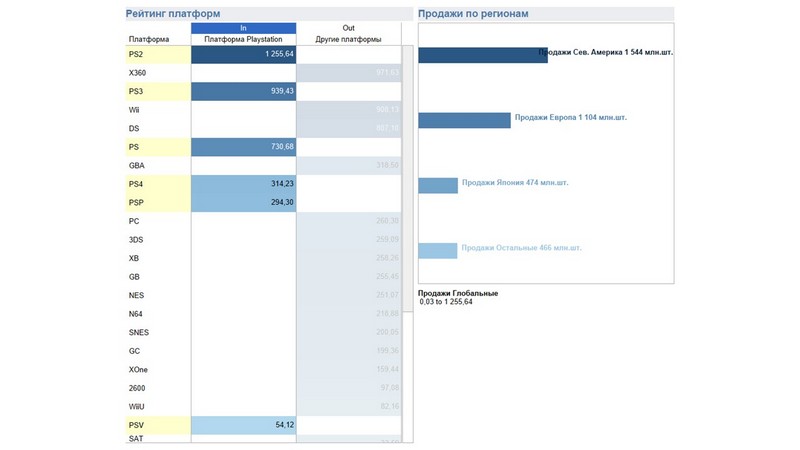 Рейтинг платформ
In Out
Платформа Платформа Playstation Другие платформы
PS2 1 255,64
X360 971,63
PS3 939,43
Wii 908,13
DS 807,10
PS 730,68
GBA 318,50
PS4 314,23
PSP 294,30
PC 260,30
3DS 259,09
XB 258,26
GB 255,45
NES 251,07
N64 218,88
SNES 200,05
GC 199,36
XOne 159,44
2600 97,08
WiiU 82,16
PSV 54,12
SAT
Продажи по регионам
Продажи Сев. Америка 1 544 млн.шт.
Продажи Европа 1 104 млн.шт.
Продажи Япония 474 млн.шт.
Продажи Остальные 466 млн.шт.
Продажи Глобальные
0,03 to 1 255,64